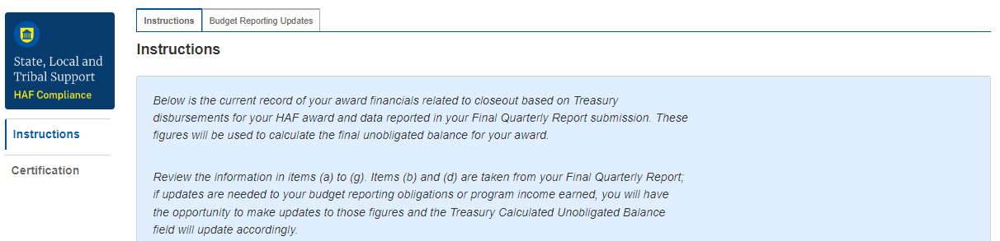 State, Local and
Tribal Support
HAF Compliance
Instructions
Certification
Instructions
Budget Reporting Updates
Instructions
Below is the current record of your award financials related to closeout based on Treasury
disbursements for your HAF award and data reported in your Final Quarterly Report submission. These
figures will be used to calculate the final unobligated balance for your award.
Review the information in items (a) to (g). Items (b) and (d) are taken from your Final Quarterly Report;
if updates are needed to your budget reporting obligations or program income earned, you will have
the opportunity to make updates to those figures and the Treasury Calculated Unobligated Balance
field will update accordingly.